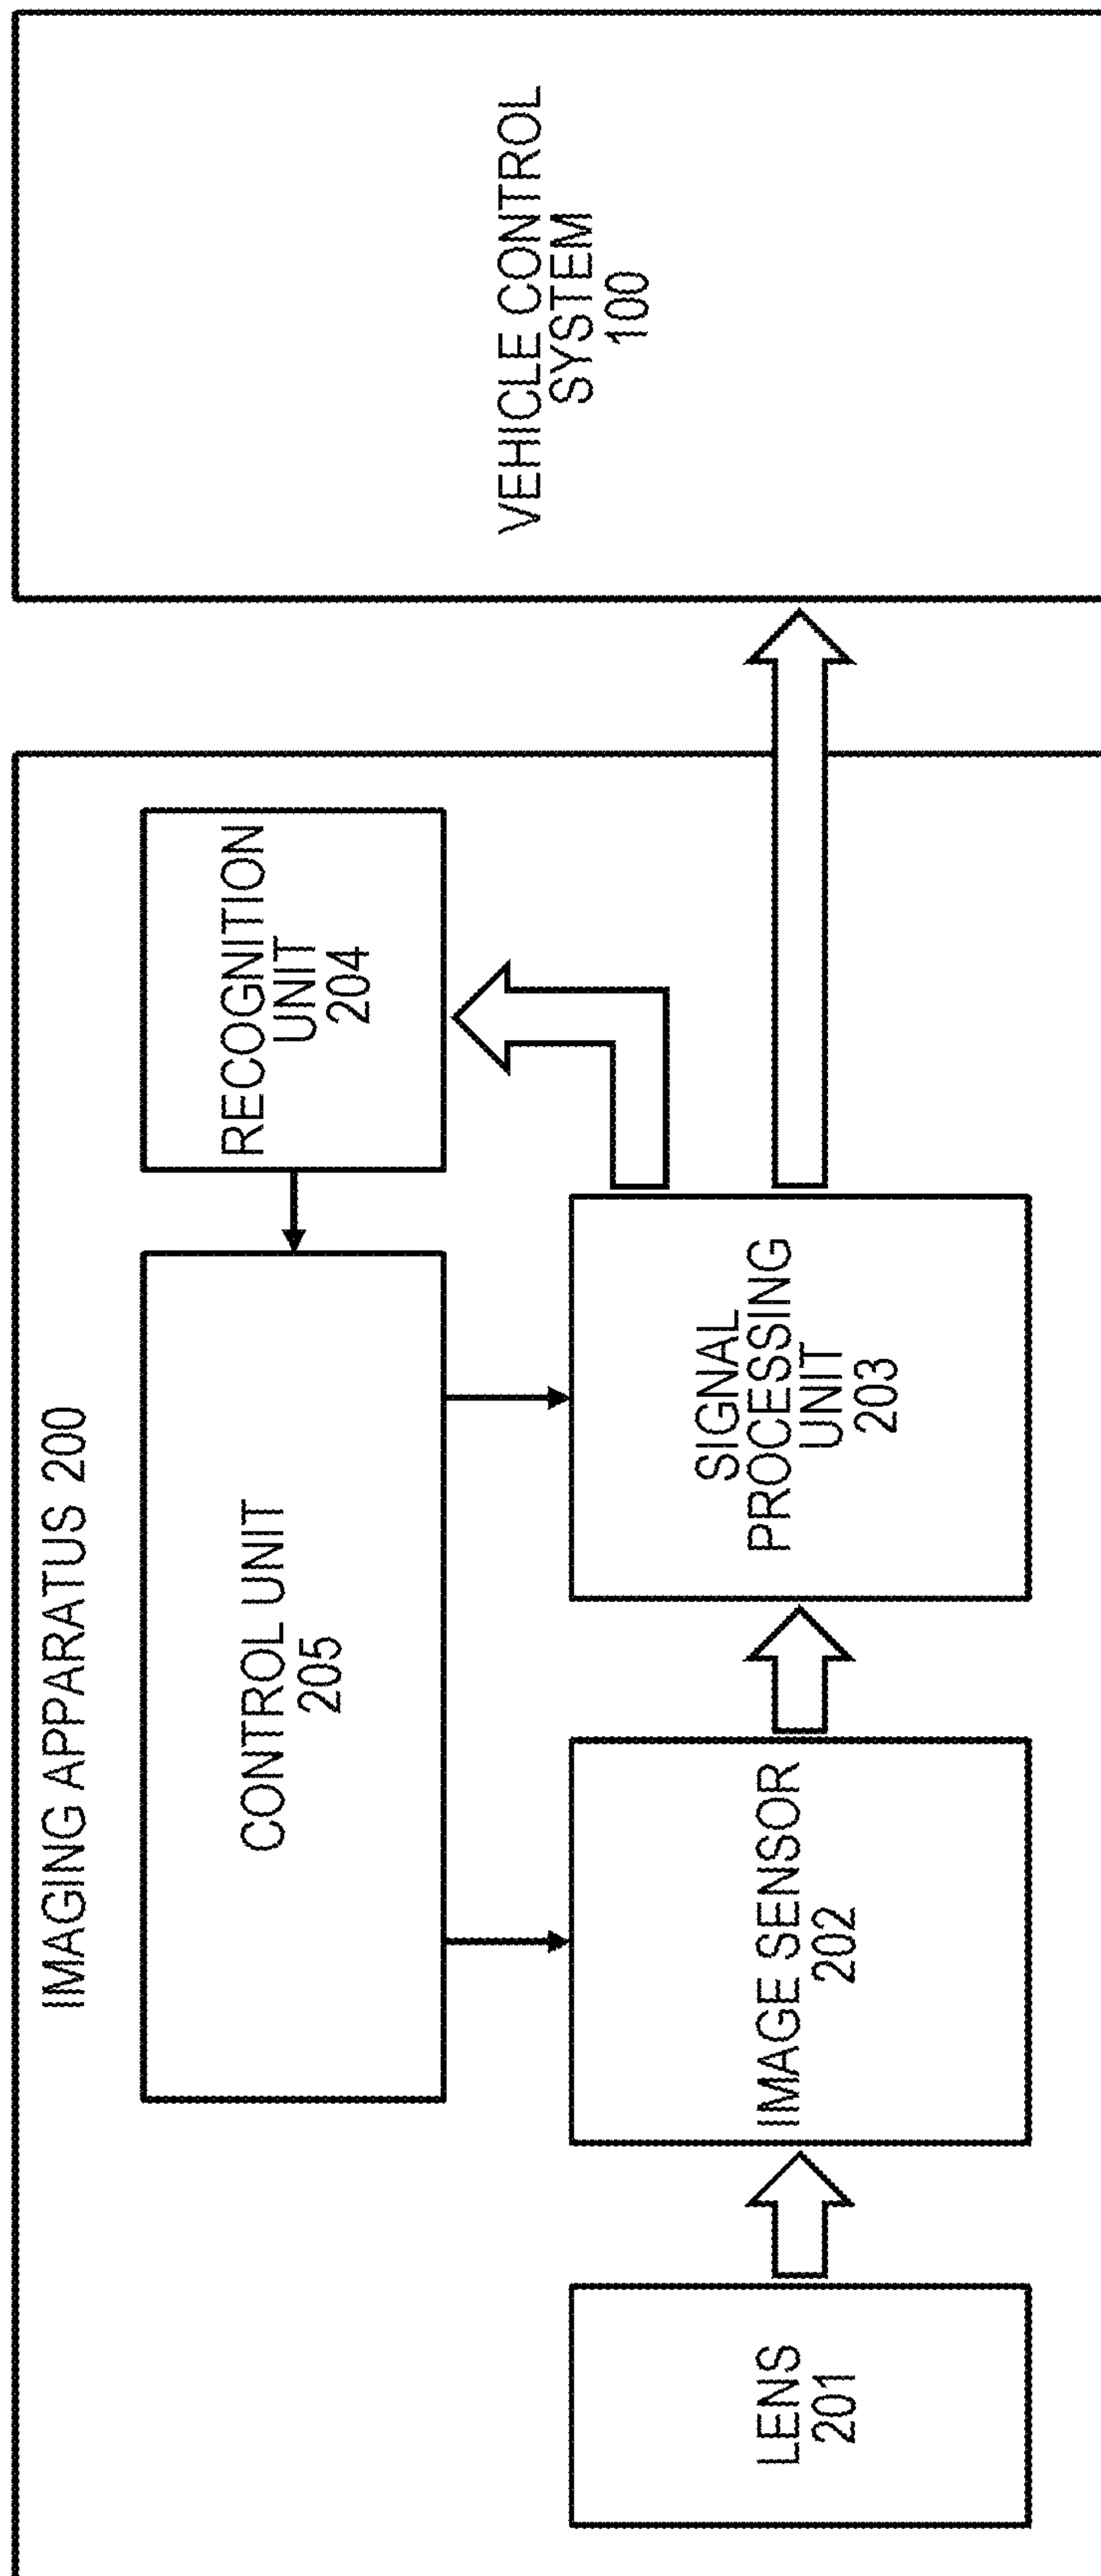 IMAGING APPARATUS 200
CONTROL UNIT
205
RECOGNITION
UNIT
204
LENS
201
IMAGE SENSOR
202
SIGNAL
PROCESSING
UNIT
203
VEHICLE CONTROL
SYSTEM
100